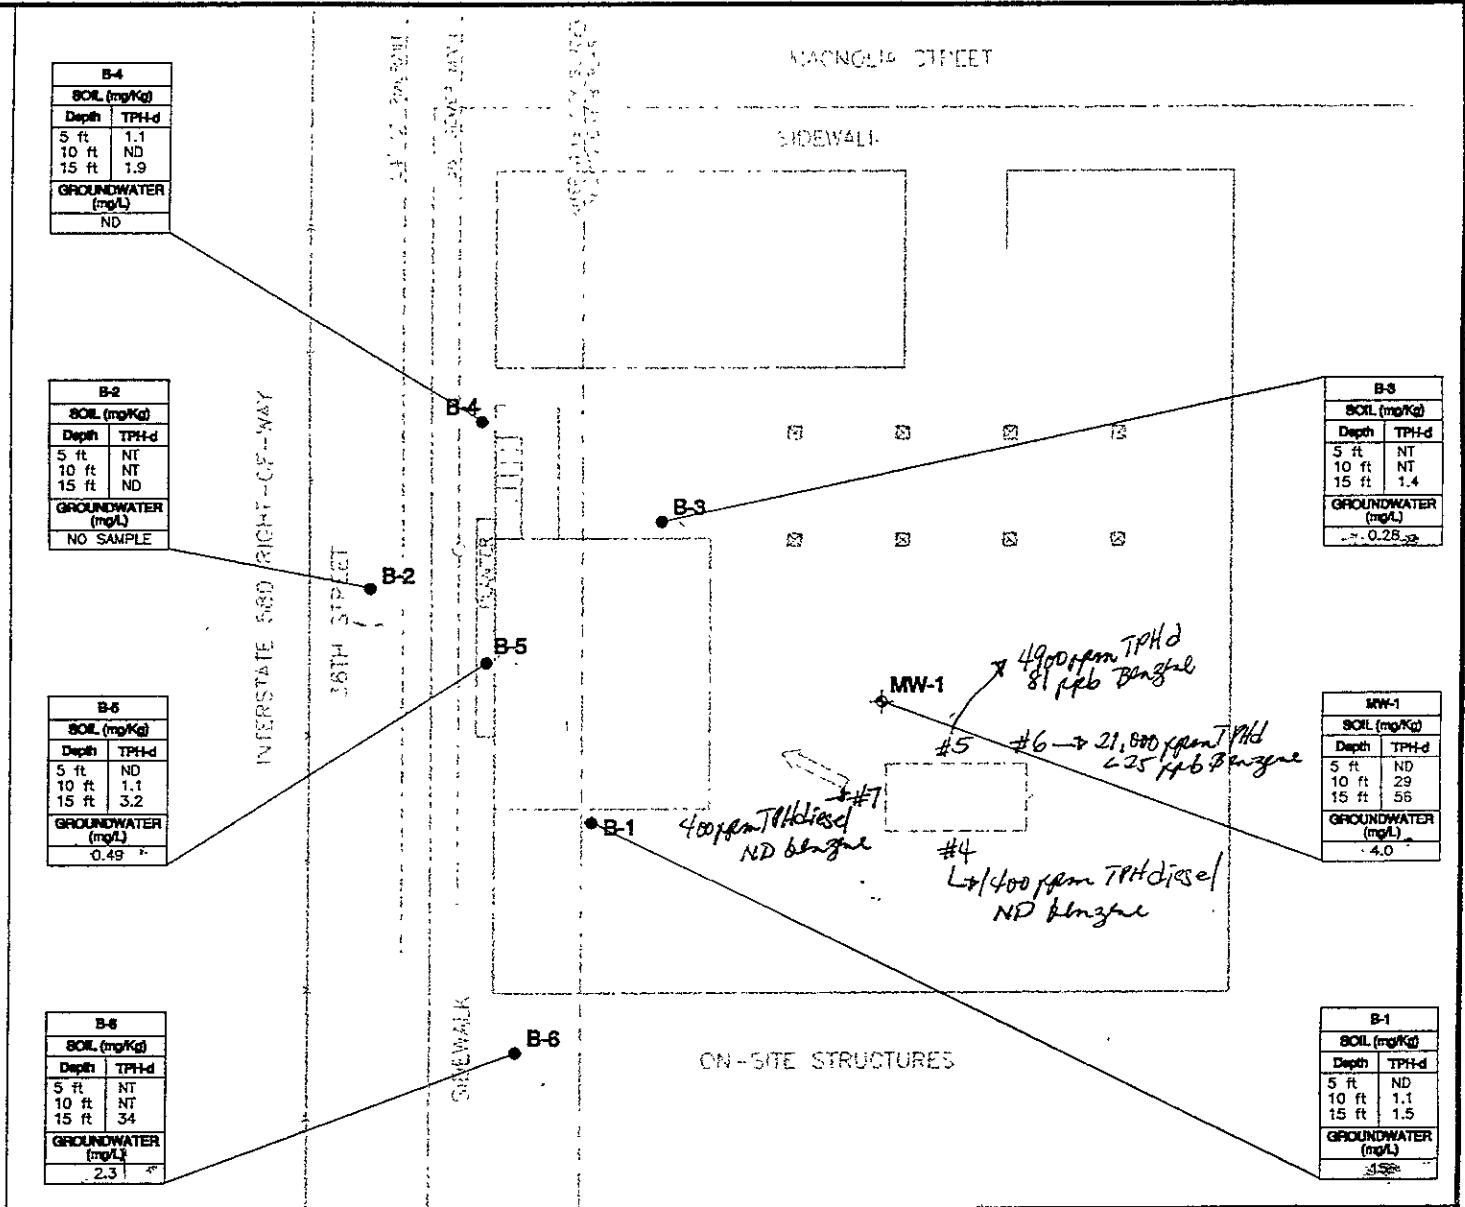 MAGNOLIA STREET
SIDEWALK
B-4
SOIL (mg/Kg)
Depth TPH-d
5 ft 1.1
10 ft ND
15 ft 1.9
GROUNDWATER
(mg/L)
ND
B-2
SOIL (mg/Kg)
Depth TPH-d
5 ft NT
10 ft NT
15 ft ND
GROUNDWATER
(mg/L)
NO SAMPLE
B-5
SOIL (mg/Kg)
Depth TPH-d
5 ft ND
10 ft 1.1
15 ft 3.2
GROUNDWATER
(mg/L)
0.49
B-6
SOIL (mg/Kg)
Depth TPH-d
5 ft NT
10 ft NT
15 ft 34
GROUNDWATER
(mg/L)
2.3
INTERSTATE 580 RIGHT-OF-WAY
36TH STREET
SIDEWALK
PLANTER
B-4
B-3
B-2
B-5
MW-1
B-1
B-6
#5
4900 ppm TPHd
81 ppb Benzene
#6 → 21,000 ppm TPHd
<25 ppb Benzene
#7
400 ppm TPHdiesel
ND benzene
#4
1400 ppm TPHdiesel
ND benzene
ON-SITE STRUCTURES
B-3
SOIL (mg/Kg)
Depth TPH-d
5 ft NT
10 ft NT
15 ft 1.4
GROUNDWATER
(mg/L)
0.28
MW-1
SOIL (mg/Kg)
Depth TPH-d
5 ft ND
10 ft 29
15 ft 56
GROUNDWATER
(mg/L)
4.0
B-1
SOIL (mg/Kg)
Depth TPH-d
5 ft ND
10 ft 1.1
15 ft 1.5
GROUNDWATER
(mg/L)